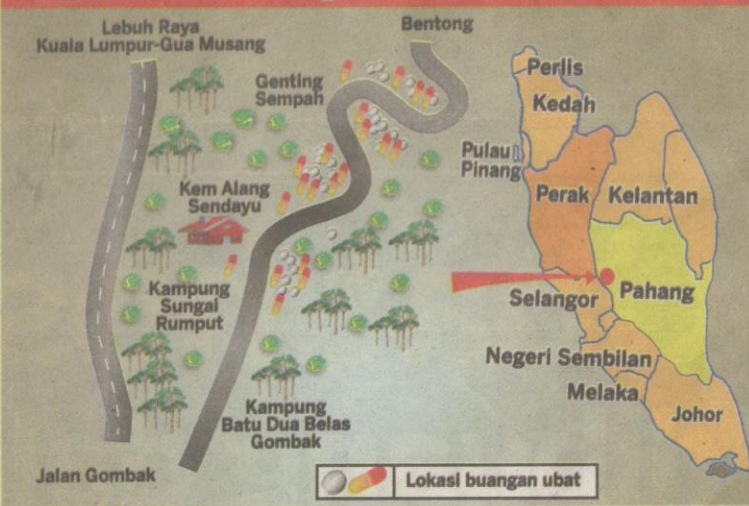 Lebuh Raya
Kuala Lumpur-Gua Musang
Bentong
Genting
Sempah
Kem Alang
Sendayu
Kampung
Sungai
Rumput
Kampung
Batu Dua Belas
Gombak
Jalan Gombak
Perlis
Kedah
Pulau
Pinang
Perak
Kelantan
Pahang
Selangor
Negeri Sembilan
Melaka
Johor
Lokasi buangan ubat